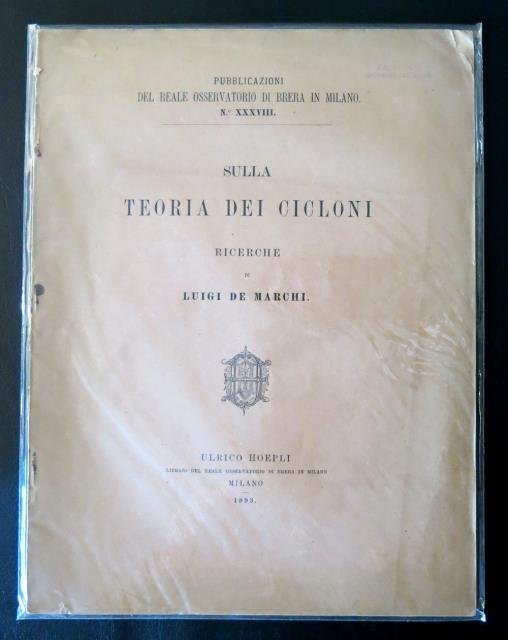 PUBBLICAZIONI
DEL REALE OSSERVATORIO DI BRERA IN MILANO.
N.º XXXVIII.
SULLA
TEORIA DEI CICLONI
RICERCHE
DI
LUIGI DE MARCHI.
ULRICO HOEPLI
LIBRAJO DEL REALE OSSERVATORIO DI BRERA IN MILANO
MILANO
1893.